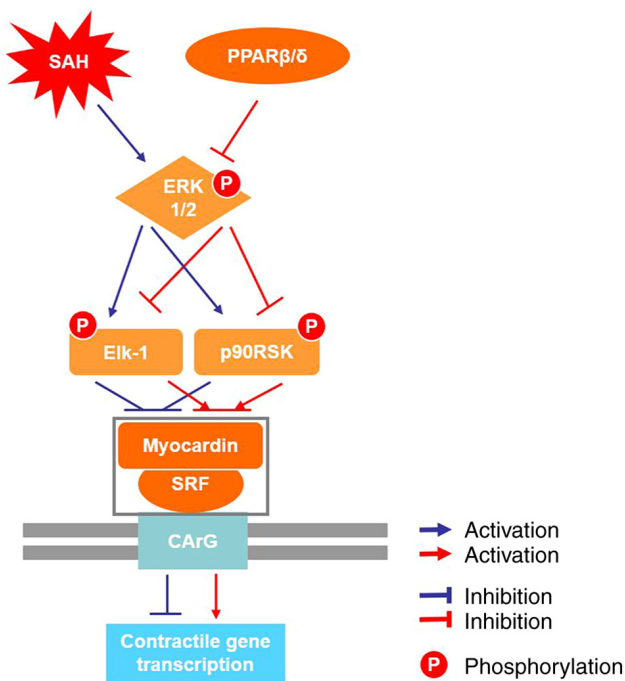 SAH
PPARβ/δ
ERK
1/2
P
P
P
Elk-1
p90RSK
Myocardin
SRF
CArG
Contractile gene
transcription
Activation
Activation
Inhibition
Inhibition
P Phosphorylation